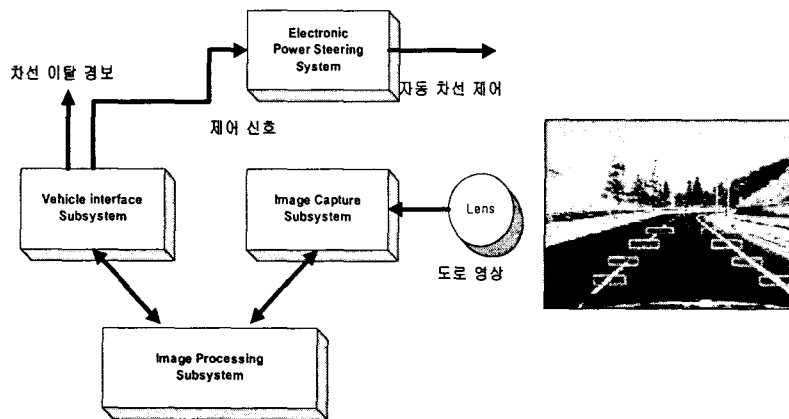 Electronic
Power Steering
System
차선 이탈 경보
자동 차선 제어
제어 신호
Vehicle interface
Subsystem
Image Capture
Subsystem
Lens
도로 영상
Image Processing
Subsystem